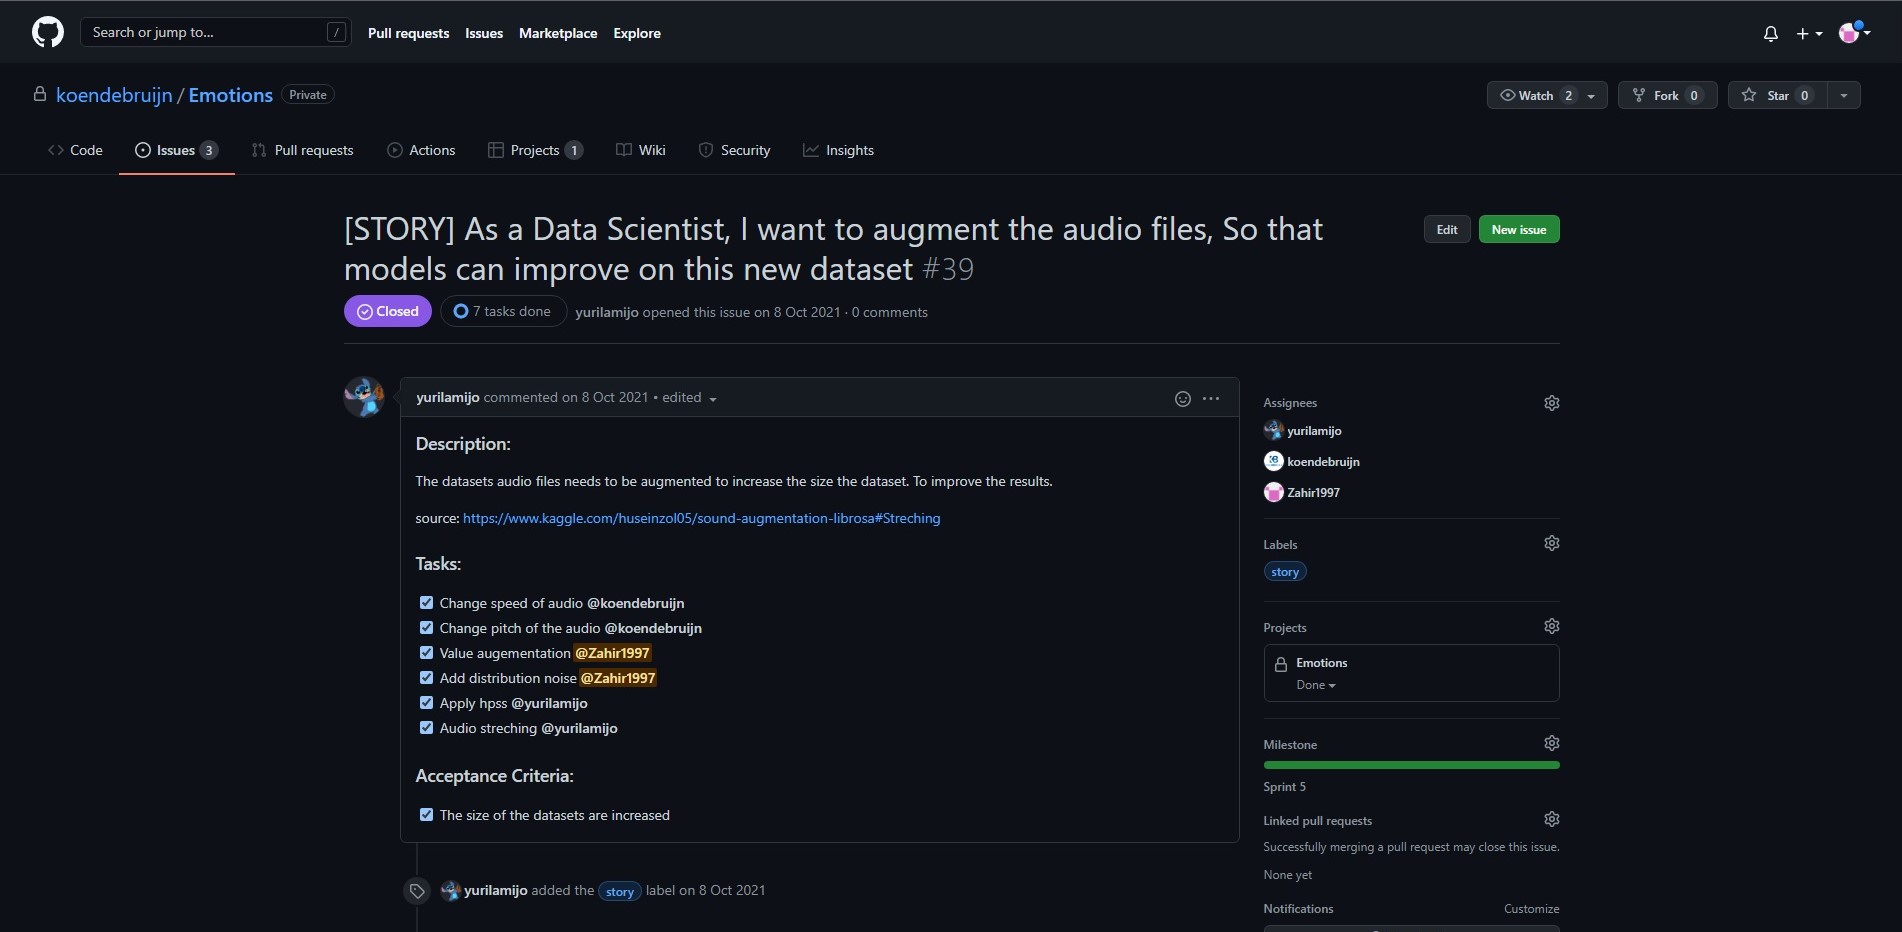 Search or jump to... /
Pull requests Issues Marketplace Explore
koendebruijn / Emotions Private
Watch 2 Fork 0 Star 0
Code Issues 3 Pull requests Actions Projects 1 Wiki Security Insights
[STORY] As a Data Scientist, I want to augment the audio files, So that
models can improve on this new dataset #39
Edit New issue
Closed 7 tasks done yurilamijo opened this issue on 8 Oct 2021 · 0 comments
yurilamijo commented on 8 Oct 2021 • edited
Description:
The datasets audio files needs to be augmented to increase the size the dataset. To improve the results.
source: https://www.kaggle.com/huseinzol05/sound-augmentation-librosa#Streching
Tasks:
Change speed of audio @koendebruijn
Change pitch of the audio @koendebruijn
Value augementation @Zahir1997
Add distribution noise @Zahir1997
Apply hpss @yurilamijo
Audio streching @yurilamijo
Acceptance Criteria:
The size of the datasets are increased
yurilamijo added the story label on 8 Oct 2021
Assignees
yurilamijo
koendebruijn
Zahir1997
Labels
story
Projects
Emotions
Done
Milestone
Sprint 5
Linked pull requests
Successfully merging a pull request may close this issue.
None yet
Notifications Customize